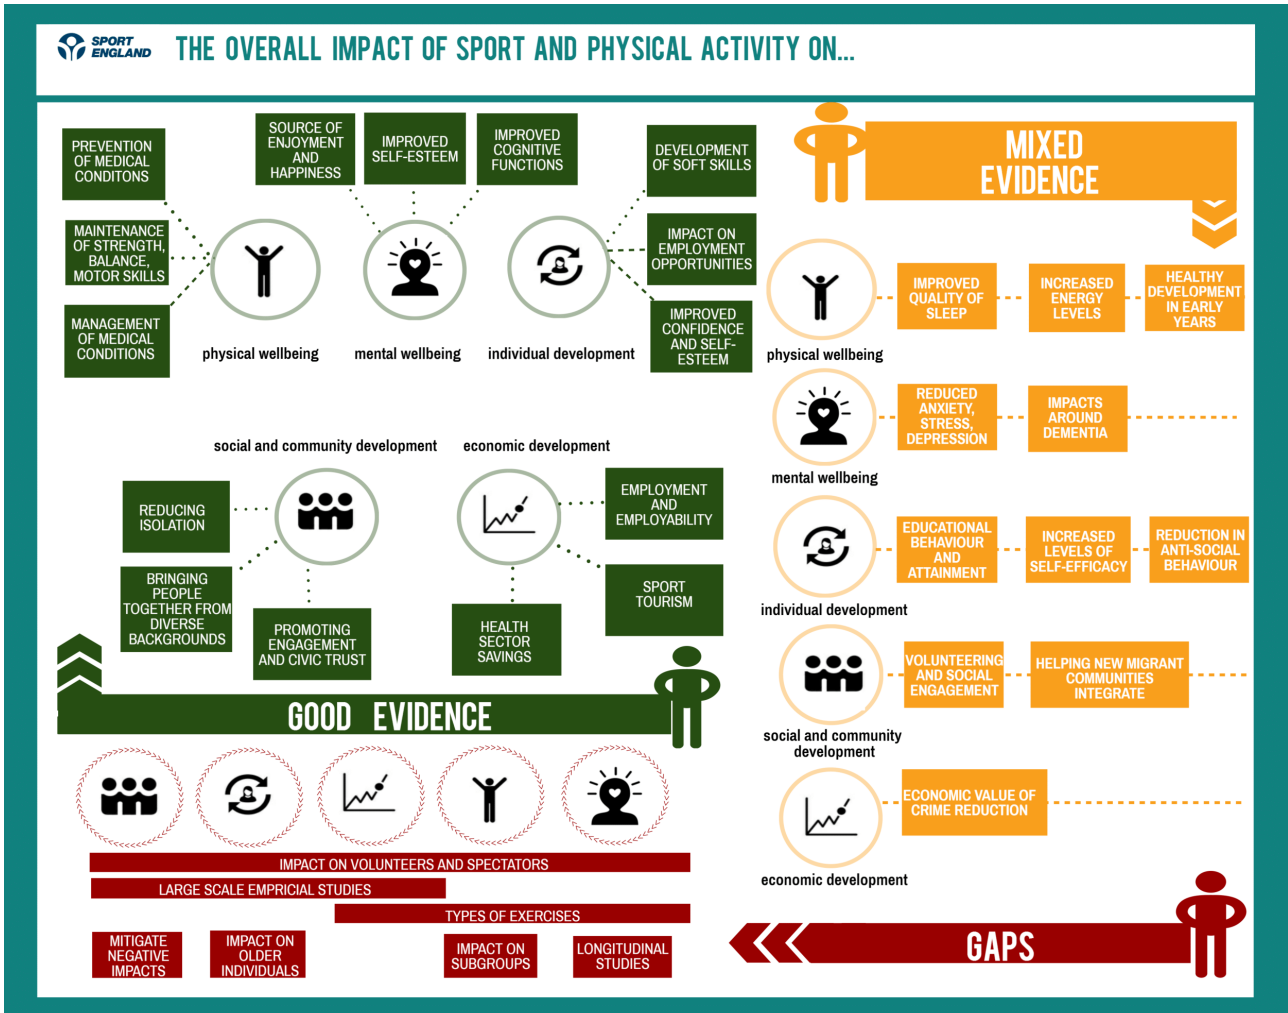 SPORT
ENGLAND
THE OVERALL IMPACT OF SPORT AND PHYSICAL ACTIVITY ON...
PREVENTION
OF MEDICAL
CONDITONS
MAINTENANCE
OF STRENGTH,
BALANCE,
MOTOR SKILLS
MANAGEMENT
OF MEDICAL
CONDITIONS
physical wellbeing
SOURCE OF
ENJOYMENT
AND
HAPPINESS
IMPROVED
SELF-ESTEEM
IMPROVED
COGNITIVE
FUNCTIONS
mental wellbeing
DEVELOPMENT
OF SOFT SKILLS
IMPACT ON
EMPLOYMENT
OPPORTUNITIES
IMPROVED
CONFIDENCE
AND SELF-
ESTEEM
individual development
social and community development
REDUCING
ISOLATION
BRINGING
PEOPLE
TOGETHER FROM
DIVERSE
BACKGROUNDS
PROMOTING
ENGAGEMENT
AND CIVIC TRUST
economic development
EMPLOYMENT
AND
EMPLOYABILITY
SPORT
TOURISM
HEALTH
SECTOR
SAVINGS
GOOD EVIDENCE
MIXED
EVIDENCE
physical wellbeing
IMPROVED
QUALITY OF
SLEEP
INCREASED
ENERGY
LEVELS
HEALTHY
DEVELOPMENT
IN EARLY
YEARS
mental wellbeing
REDUCED
ANXIETY,
STRESS,
DEPRESSION
IMPACTS
AROUND
DEMENTIA
individual development
EDUCATIONAL
BEHAVIOUR
AND
ATTAINMENT
INCREASED
LEVELS OF
SELF-EFFICACY
REDUCTION IN
ANTI-SOCIAL
BEHAVIOUR
social and community
development
VOLUNTEERING
AND SOCIAL
ENGAGEMENT
HELPING NEW MIGRANT
COMMUNITIES
INTEGRATE
economic development
ECONOMIC VALUE OF
CRIME REDUCTION
GAPS
IMPACT ON VOLUNTEERS AND SPECTATORS
LARGE SCALE EMPRICIAL STUDIES
TYPES OF EXERCISES
MITIGATE
NEGATIVE
IMPACTS
IMPACT ON
OLDER
INDIVIDUALS
IMPACT ON
SUBGROUPS
LONGITUDINAL
STUDIES